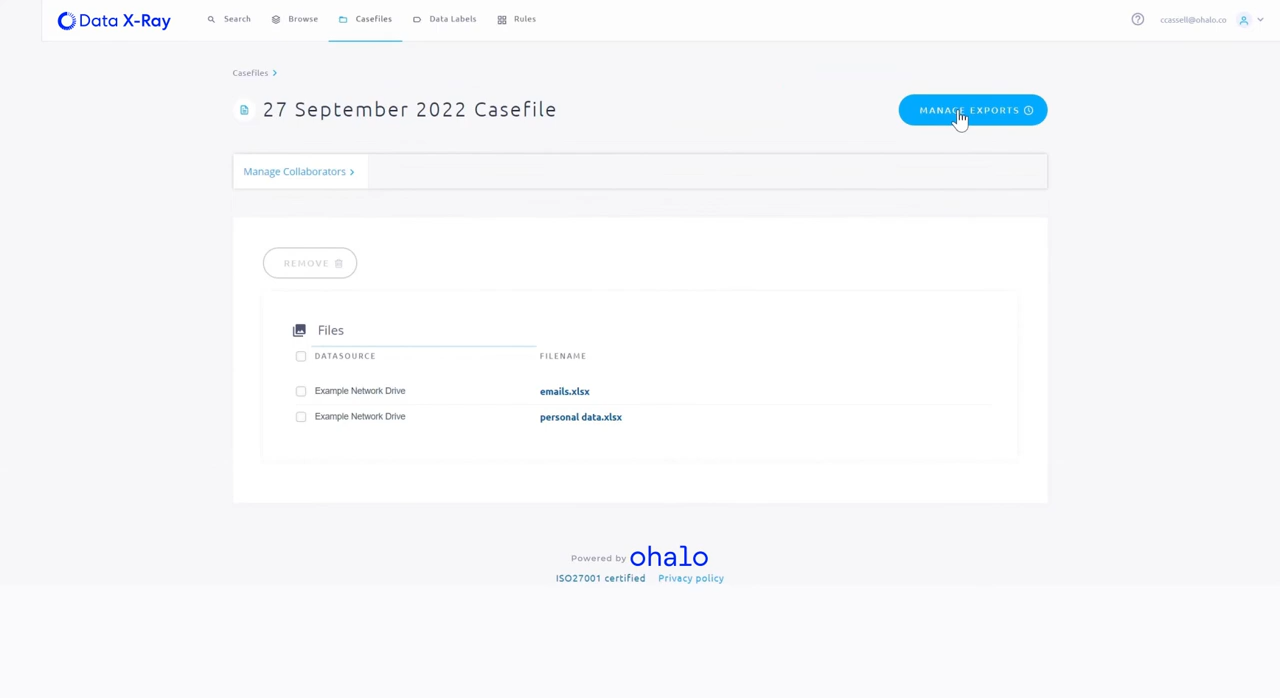 Data X-Ray
Search
Browse
Casefiles
Data Labels
Rules
ccasseli@ohalo.co
Casefiles
27 September 2022 Casefile
MANAGE EXPORTS
Manage Collaborators
REMOVE
Files
DATASOURCE FILENAME
Example Network Drive emails.xlsx
Example Network Drive personal data.xlsx
Powered by ohalo
ISO27001 certified Privacy policy